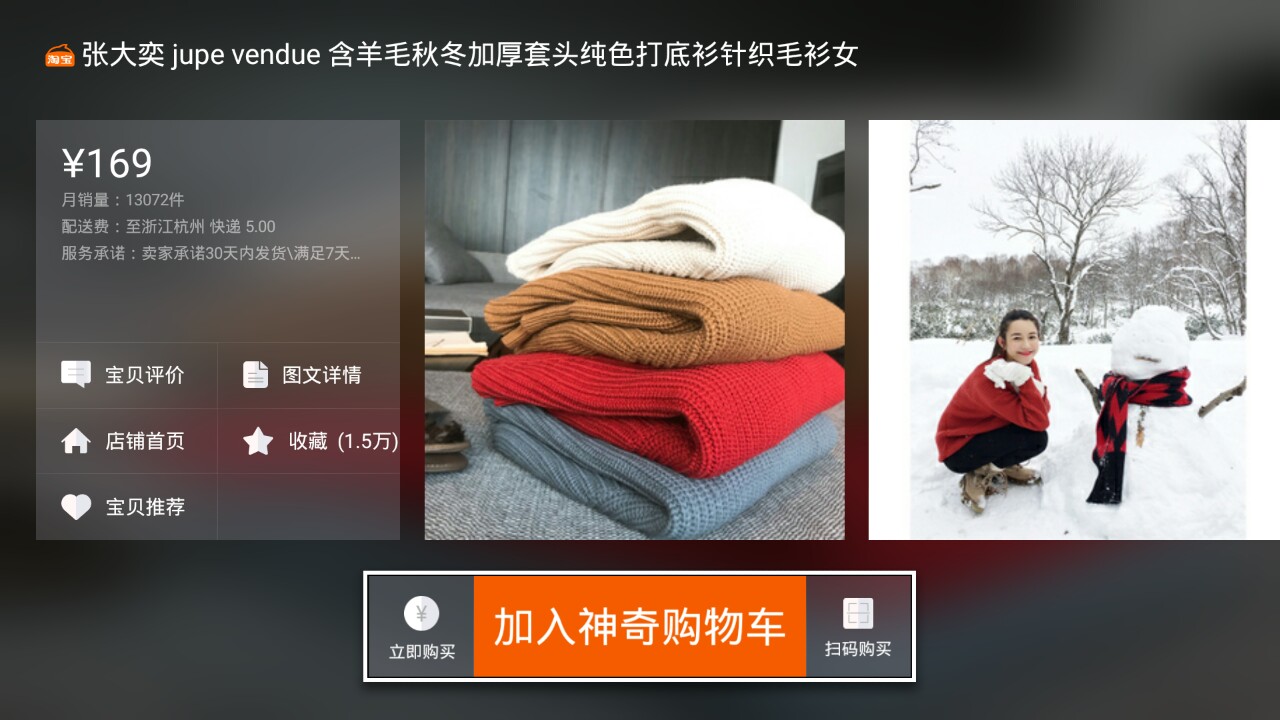 淘宝
张大奕 jupe vendue 含羊毛秋冬加厚套头纯色打底衫针织毛衫女
¥169
月销量：13072件
配送费：至浙江杭州 快递 5.00
服务承诺：卖家承诺30天内发货\满足7天...
宝贝评价
图文详情
店铺首页
收藏 (1.5万)
宝贝推荐
¥
立即购买
加入神奇购物车
扫码购买